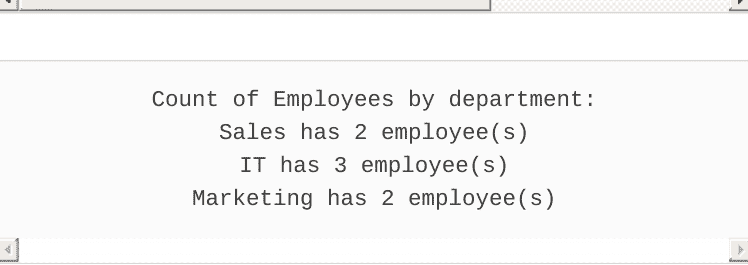 Count of Employees by department:
Sales has 2 employee(s)
IT has 3 employee(s)
Marketing has 2 employee(s)